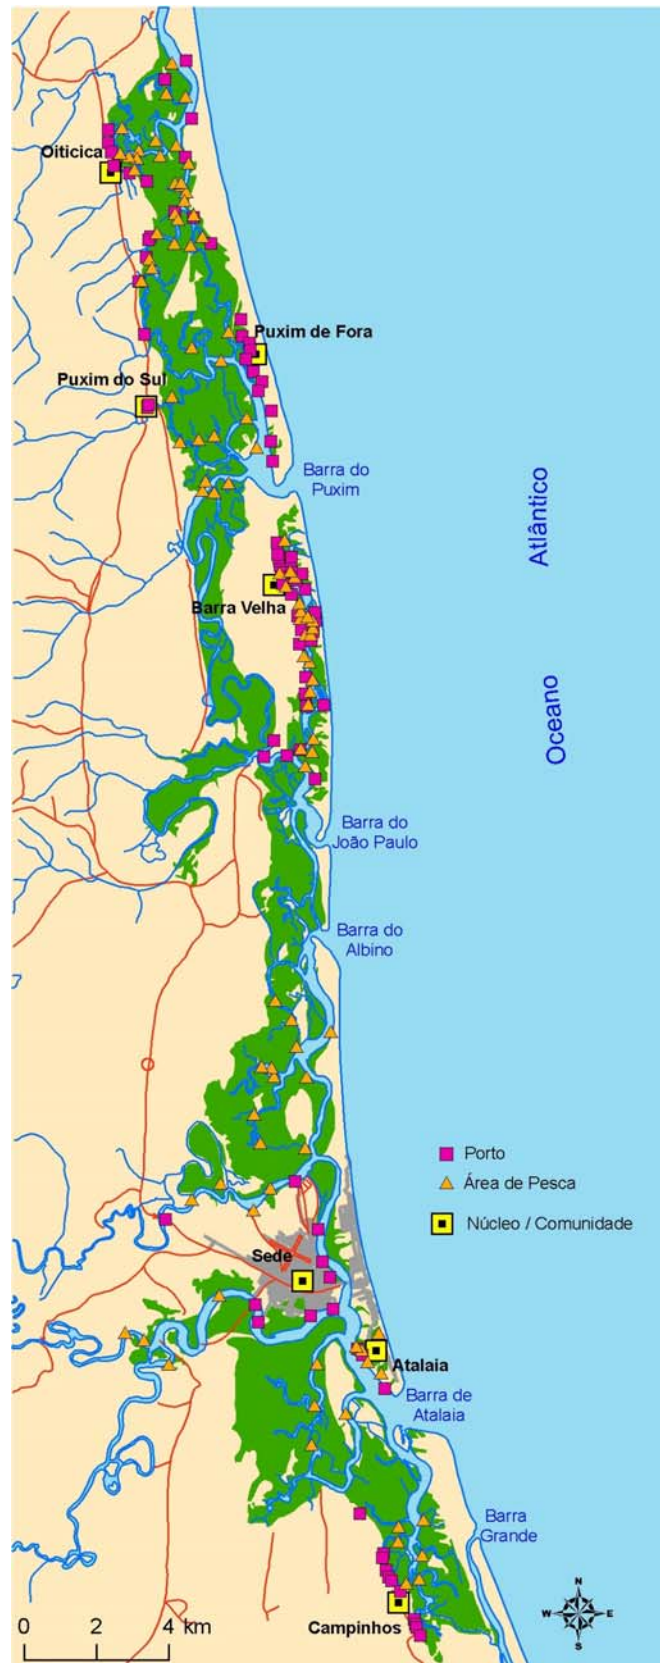 Oiticica
Puxim de Fora
Puxim do Sul
Barra do
Puxim
Atlântico
Barra Velha
Oceano
Barra do
João Paulo
Barra do
Albino
Porto
Área de Pesca
Núcleo / Comunidade
Sede
Atalaia
Barra de
Atalaia
Barra
Grande
N
W
E
S
Campinhos
0 2 4 km